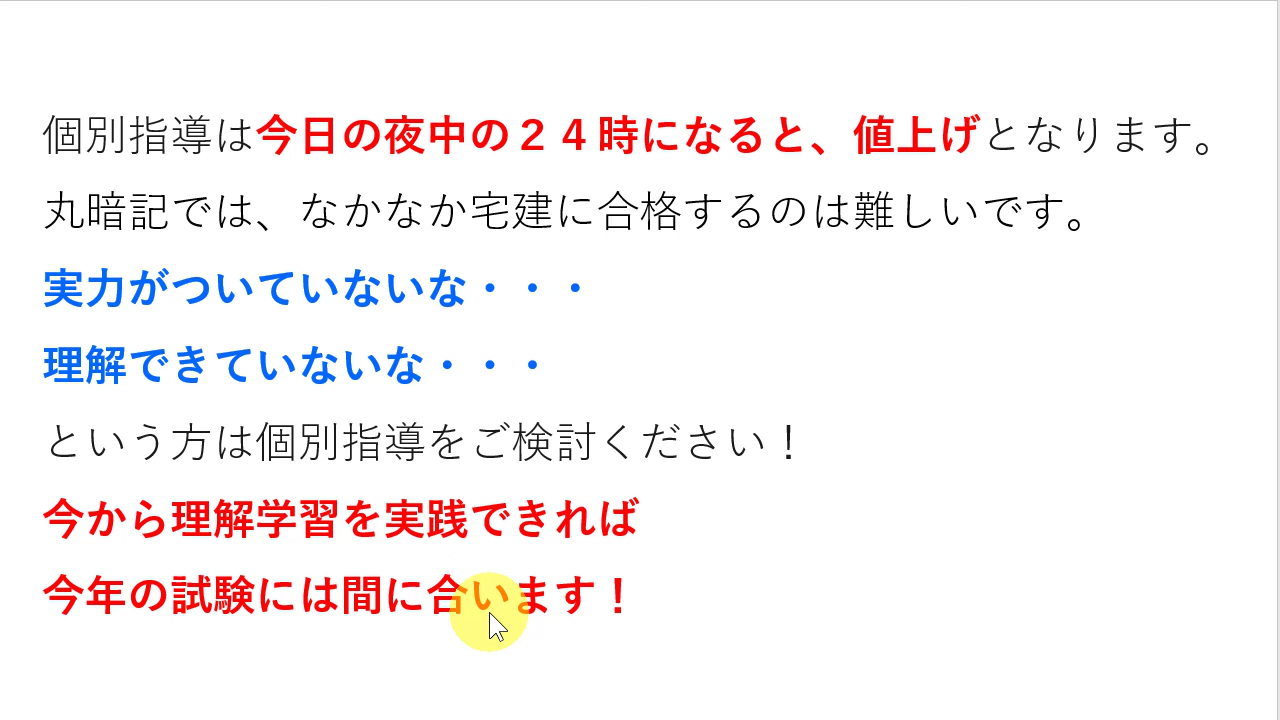 個別指導は今日の夜中の２４時になると、値上げとなります。
丸暗記では、なかなか宅建に合格するのは難しいです。
実力がついていないな・・・
理解できていないな・・・
という方は個別指導をご検討ください！
今から理解学習を実践できれば
今年の試験には間に合います！